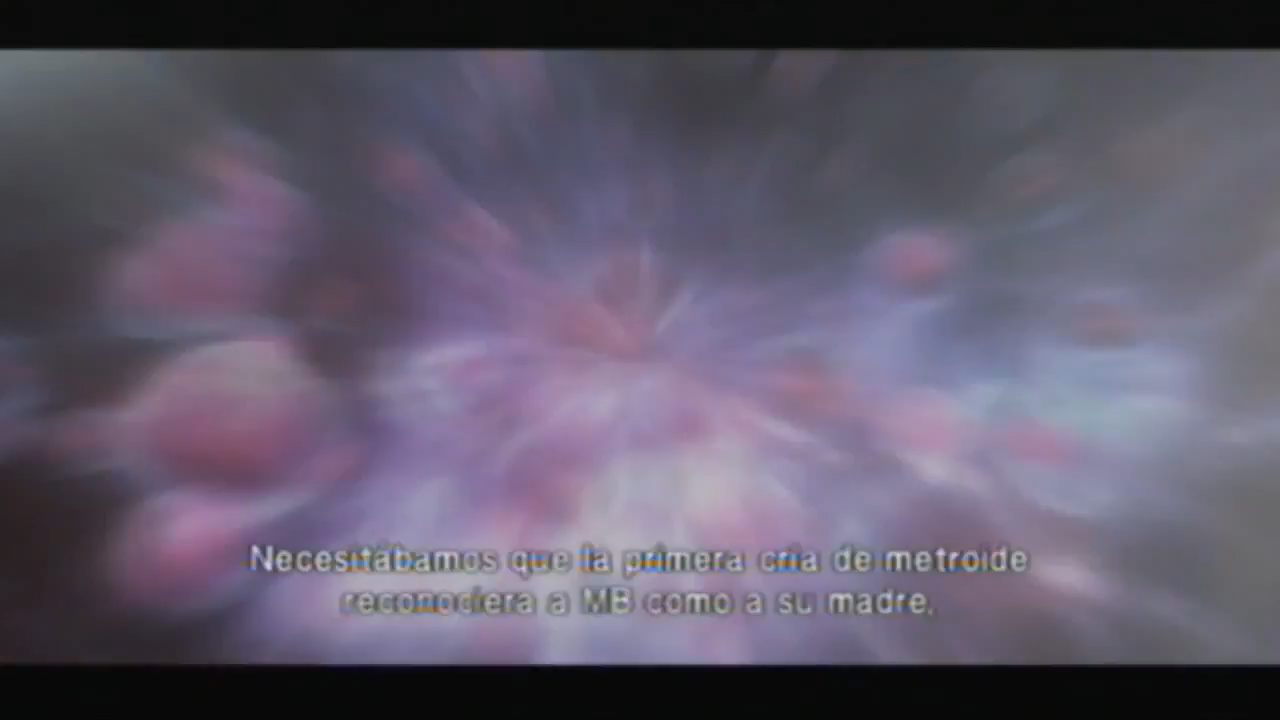 Necesitábamos que la primera cría de metroide
reconociera a MB como a su madre,